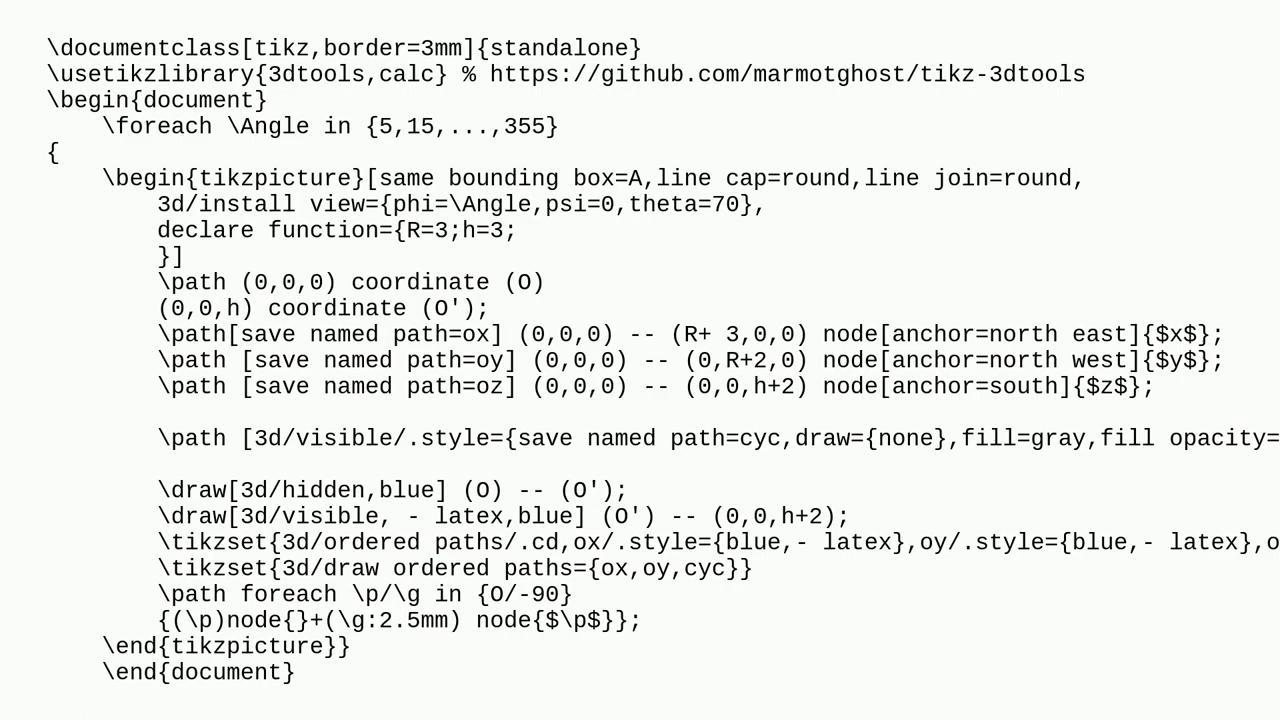 \documentclass[tikz,border=3mm]{standalone}
\usetikzlibrary{3dtools,calc} % https://github.com/marmotghost/tikz-3dtools
\begin{document}
\foreach \Angle in {5,15,...,355}
{
\begin{tikzpicture}[same bounding box=A,line cap=round,line join=round,
3d/install view={phi=\Angle,psi=0,theta=70},
declare function={R=3;h=3;
}]
\path (0,0,0) coordinate (O)
(0,0,h) coordinate (O');
\path[save named path=ox] (0,0,0) -- (R+ 3,0,0) node[anchor=north east]{$x$};
\path [save named path=oy] (0,0,0) -- (0,R+2,0) node[anchor=north west]{$y$};
\path [save named path=oz] (0,0,0) -- (0,0,h+2) node[anchor=south]{$z$};
\path [3d/visible/.style={save named path=cyc,draw={none},fill=gray,fill opacity=
\draw[3d/hidden,blue] (O) -- (O');
\draw[3d/visible, - latex,blue] (O') -- (0,0,h+2);
\tikzset{3d/ordered paths/.cd,ox/.style={blue,- latex},oy/.style={blue,- latex},o
\tikzset{3d/draw ordered paths={ox,oy,cyc}}
\path foreach \p/\g in {O/-90}
{(\p)node{}+(\g:2.5mm) node{$\p$}};
\end{tikzpicture}}
\end{document}